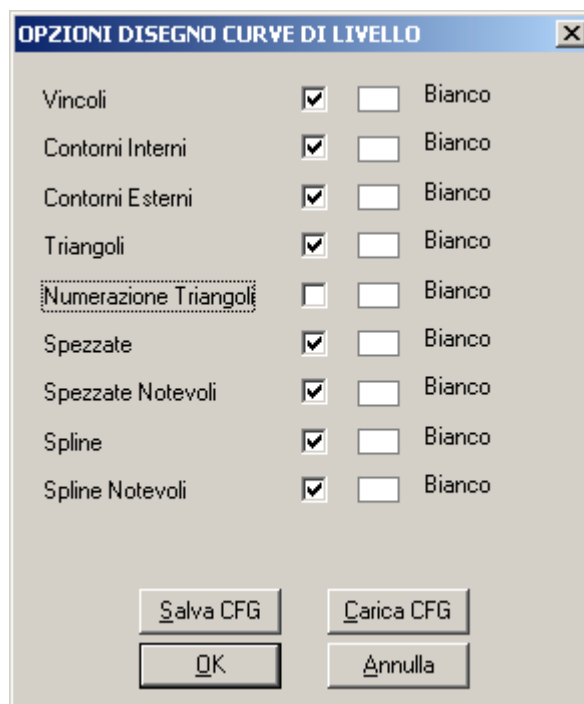 OPZIONI DISEGNO CURVE DI LIVELLO
Vincoli Bianco
Contorni Interni Bianco
Contorni Esterni Bianco
Triangoli Bianco
Numerazione Triangoli Bianco
Spezzate Bianco
Spezzate Notevoli Bianco
Spline Bianco
Spline Notevoli Bianco
Salva CFG Carica CFG
OK Annulla